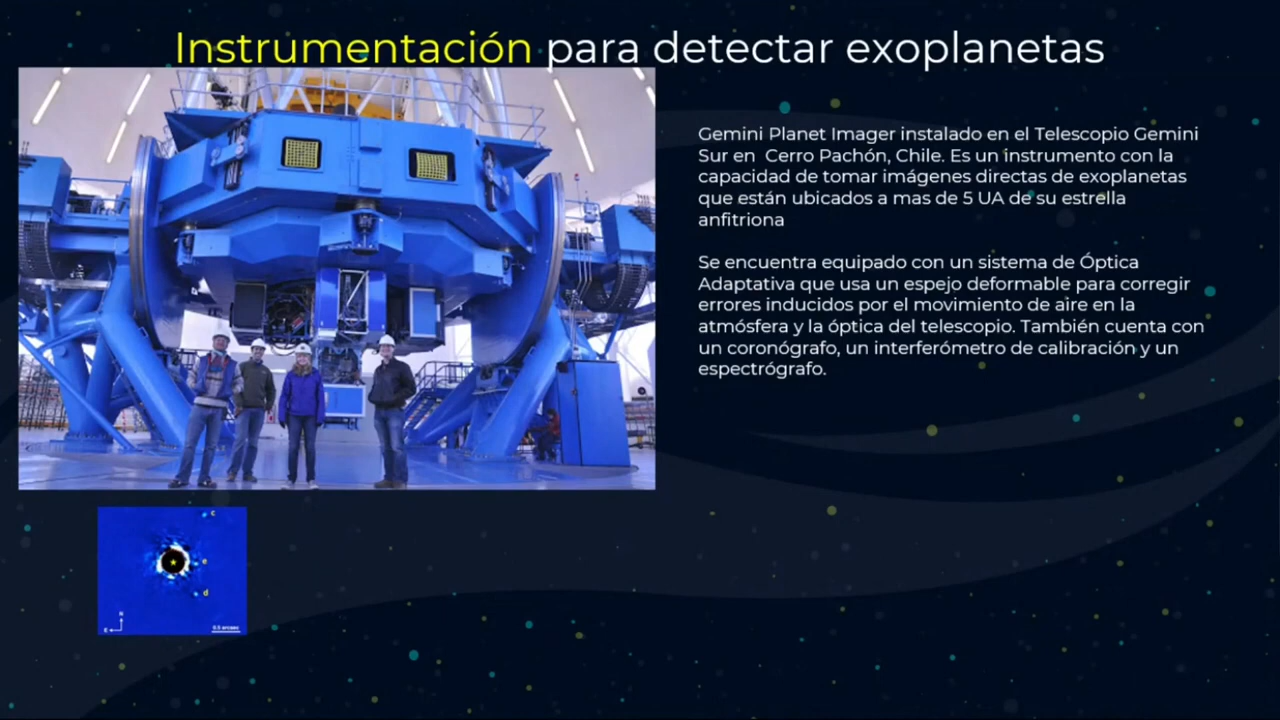 Instrumentación para detectar exoplanetas
Gemini Planet Imager instalado en el Telescopio Gemini
Sur en Cerro Pachón, Chile. Es un instrumento con la
capacidad de tomar imágenes directas de exoplanetas
que están ubicados a mas de 5 UA de su estrella
anfitriona
Se encuentra equipado con un sistema de Óptica
Adaptativa que usa un espejo deformable para corregir
errores inducidos por el movimiento de aire en la
atmósfera y la óptica del telescopio. También cuenta con
un coronógrafo, un interferómetro de calibración y un
espectrógrafo.
c
e
d
N
E
arcsec